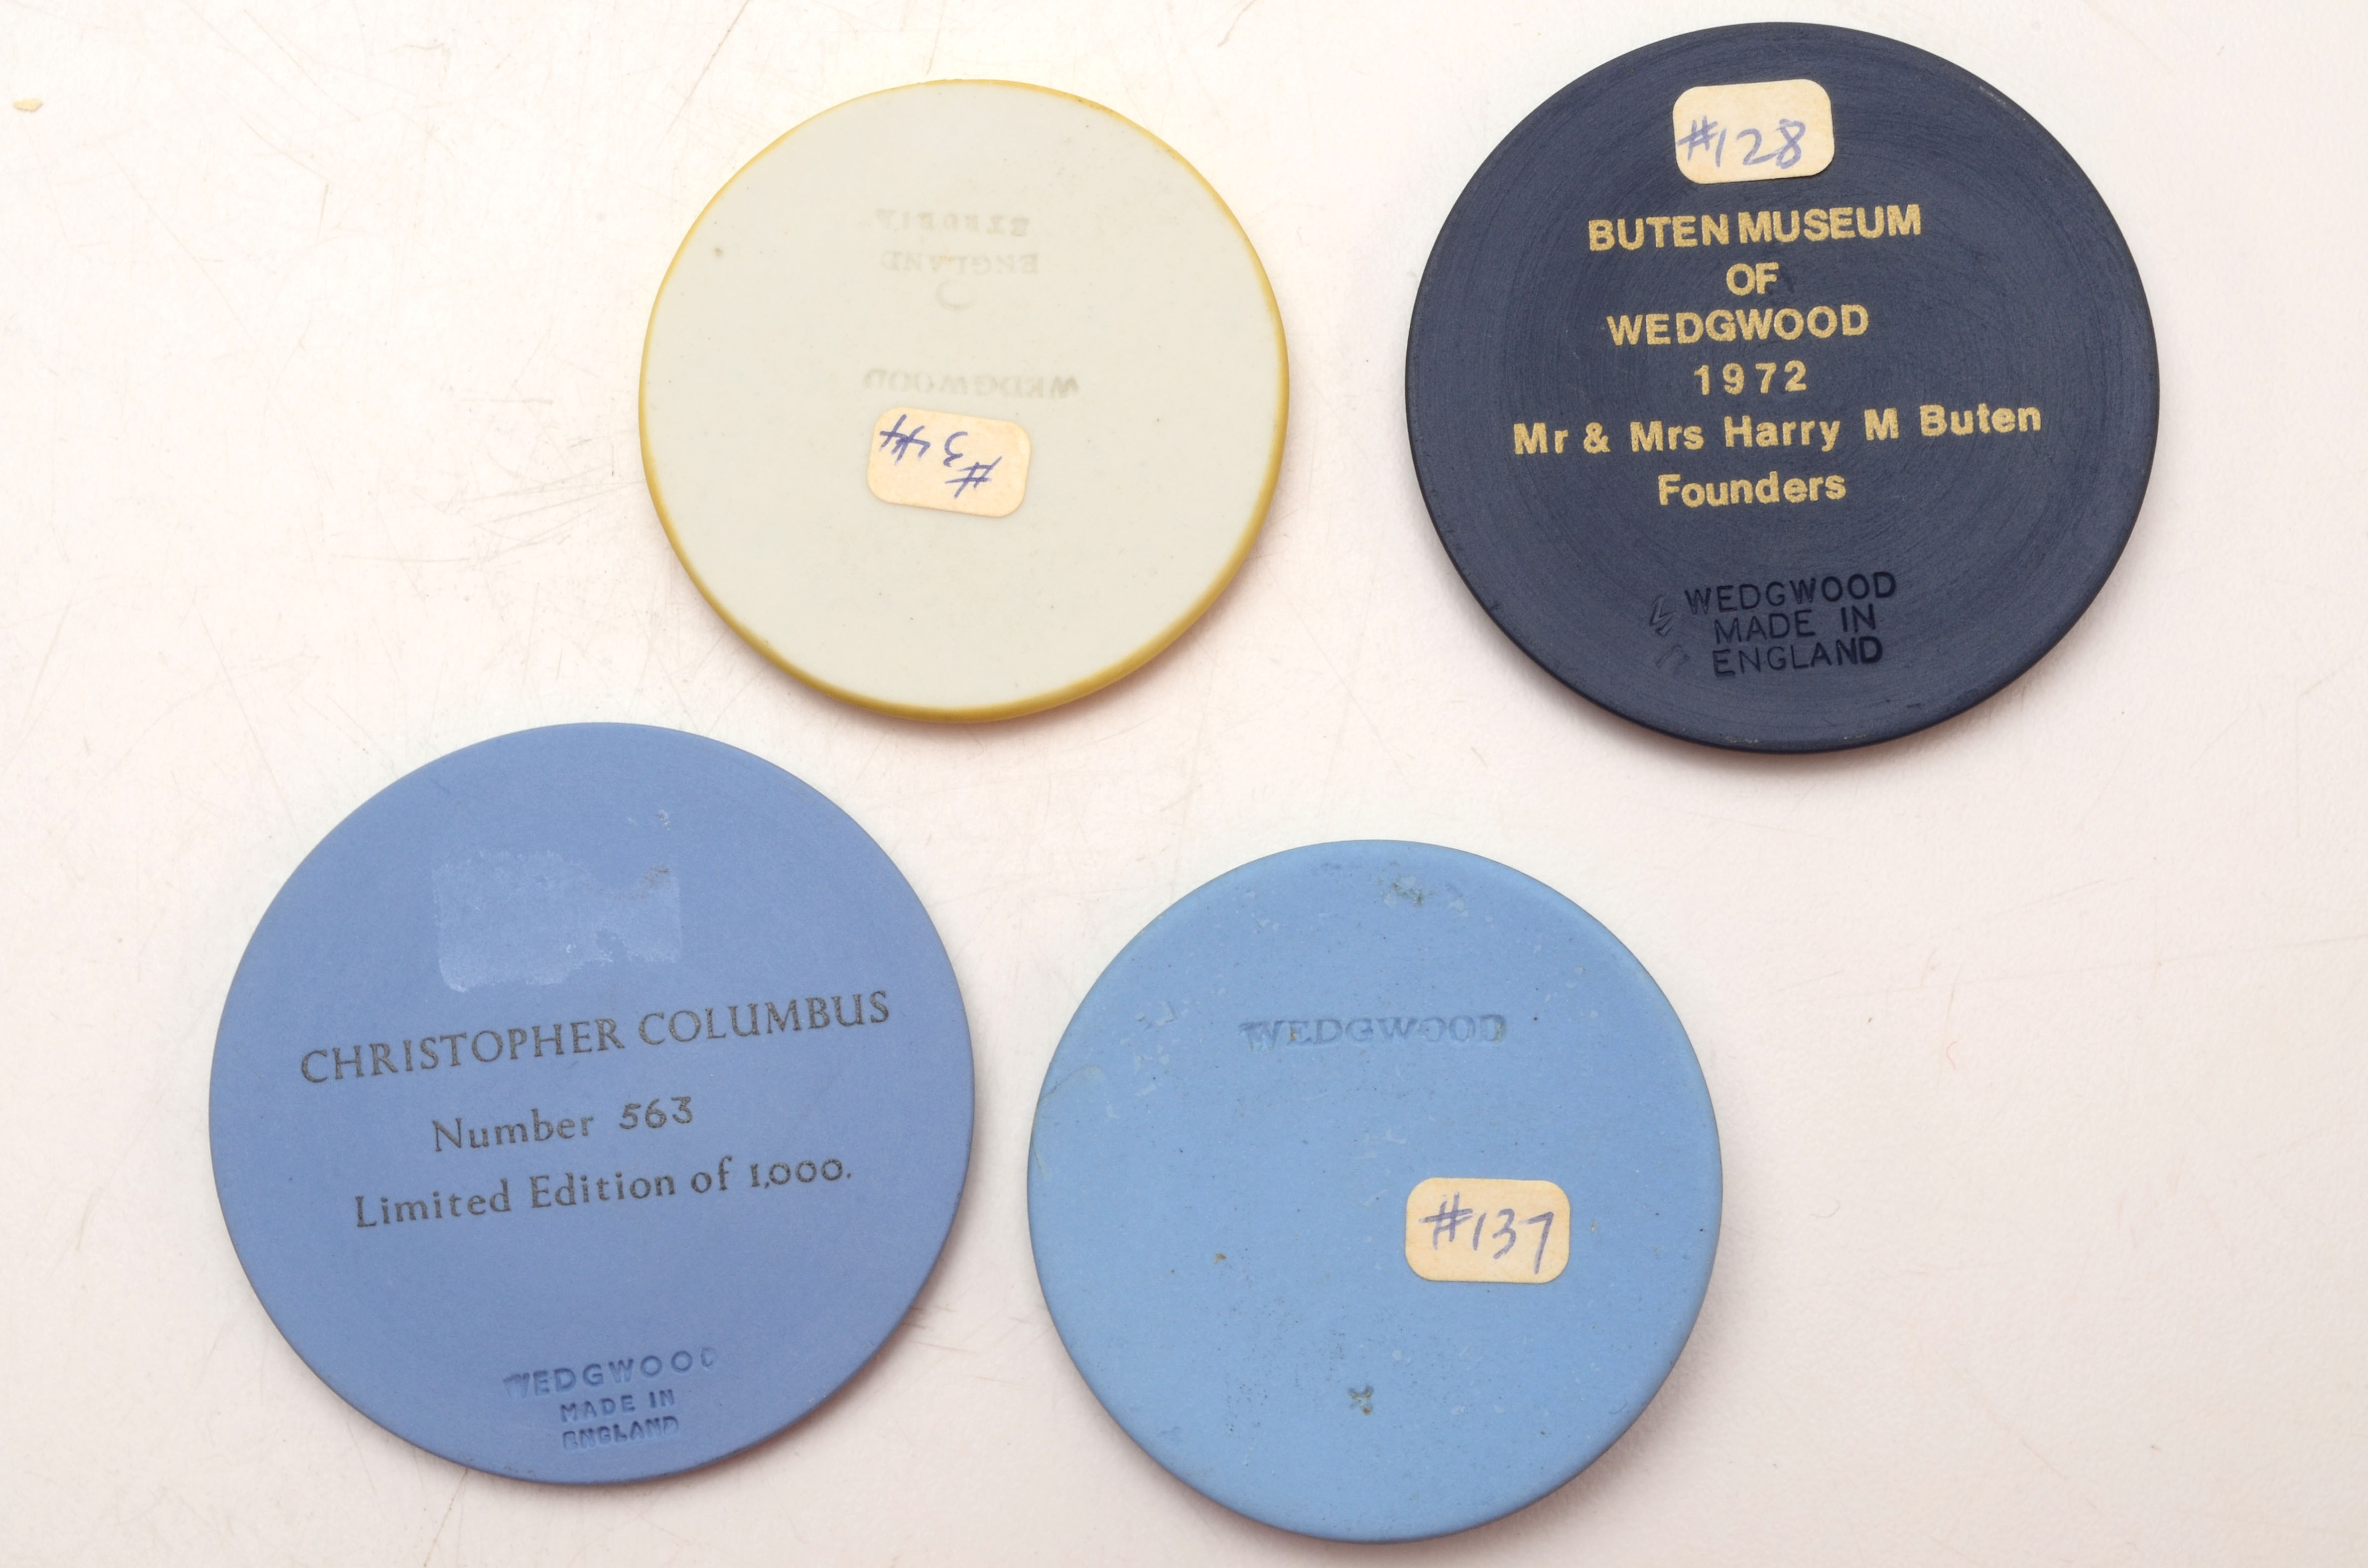 #344
WEDGWOOD
ENGLAND
ETRURIA
#128
BUTEN MUSEUM
OF
WEDGWOOD
1972
Mr & Mrs Harry M Buten
Founders
WEDGWOOD
MADE IN
ENGLAND
CHRISTOPHER COLUMBUS
Number 563
Limited Edition of 1,000.
WEDGWOOD
MADE IN
ENGLAND
WEDGWOOD
#137